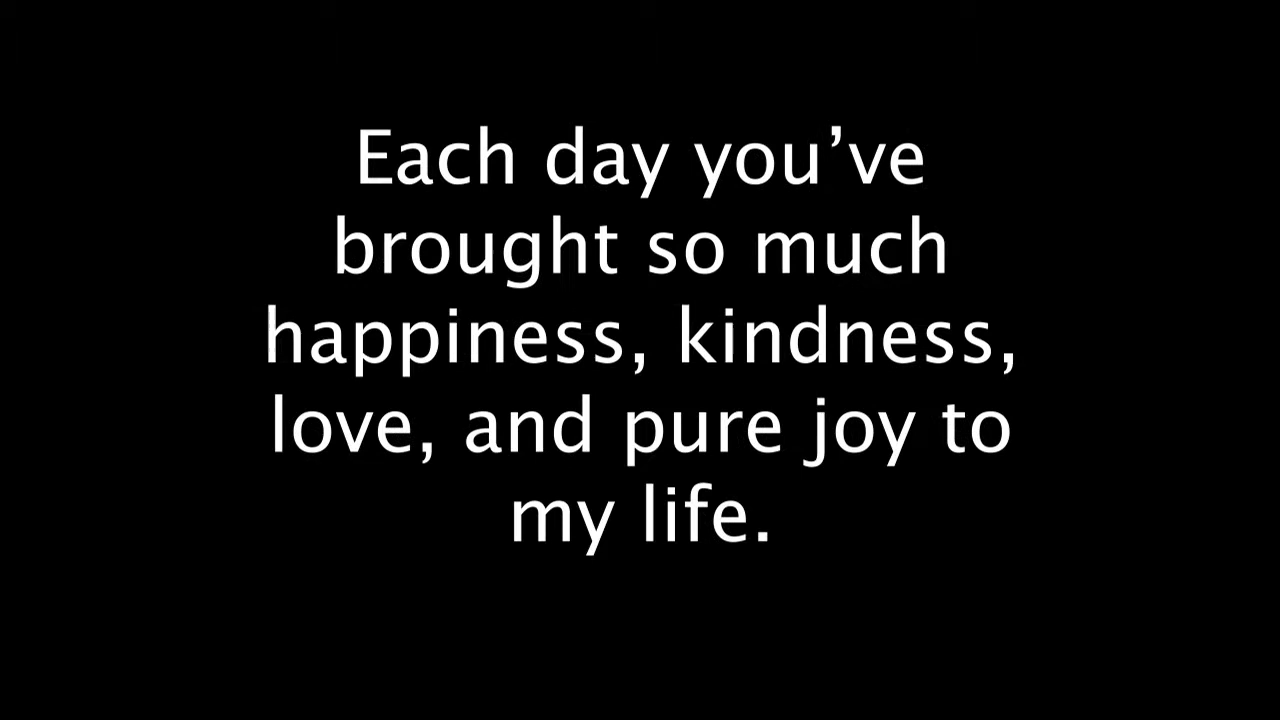 Each day you’ve
brought so much
happiness, kindness,
love, and pure joy to
my life.